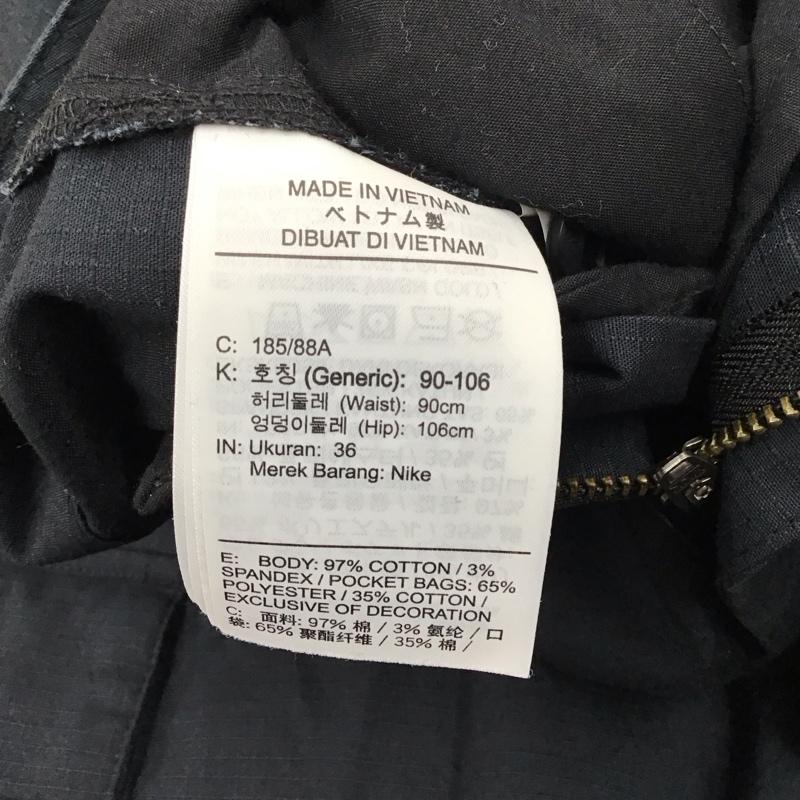 MADE IN VIETNAM
ベトナム製
DIBUAT DI VIETNAM
C: 185/88A
K: 호칭 (Generic): 90-106
허리둘레 (Waist): 90cm
엉덩이둘레 (Hip): 106cm
IN: Ukuran: 36
Merek Barang: Nike
E: BODY: 97% COTTON / 3%
SPANDEX / POCKET BAGS: 65%
POLYESTER / 35% COTTON /
EXCLUSIVE OF DECORATION
C: 面料: 97% 棉 / 3% 氨纶 / 口
袋: 65% 聚酯纤维 / 35% 棉 /